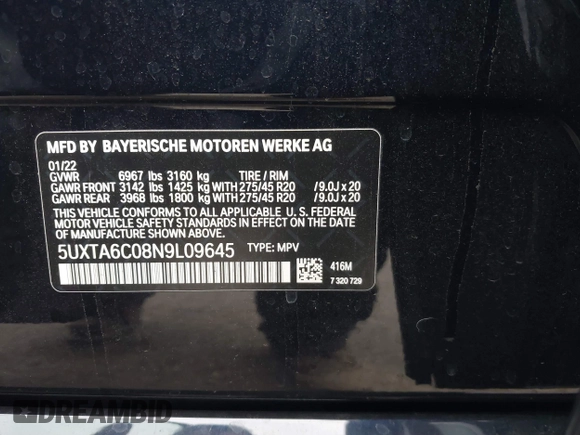 MFD BY BAYERISCHE MOTOREN WERKE AG
01/22
GVWR 6967 lbs 3160 kg TIRE / RIM
GAWR FRONT 3142 lbs 1425 kg WITH 275/45 R20 /9.0J x 20
GAWR REAR 3968 lbs 1800 kg WITH 275/45 R20 /9.0J x 20
THIS VEHICLE CONFORMS TO ALL APPLICABLE U. S. FEDERAL
MOTOR VEHICLE SAFETY STANDARDS IN EFFECT ON THE DATE
OF MANUFACTURE SHOWN ABOVE.
5UXTA6C08N9L09645 TYPE: MPV
416M
7 320 729
DREAMBID